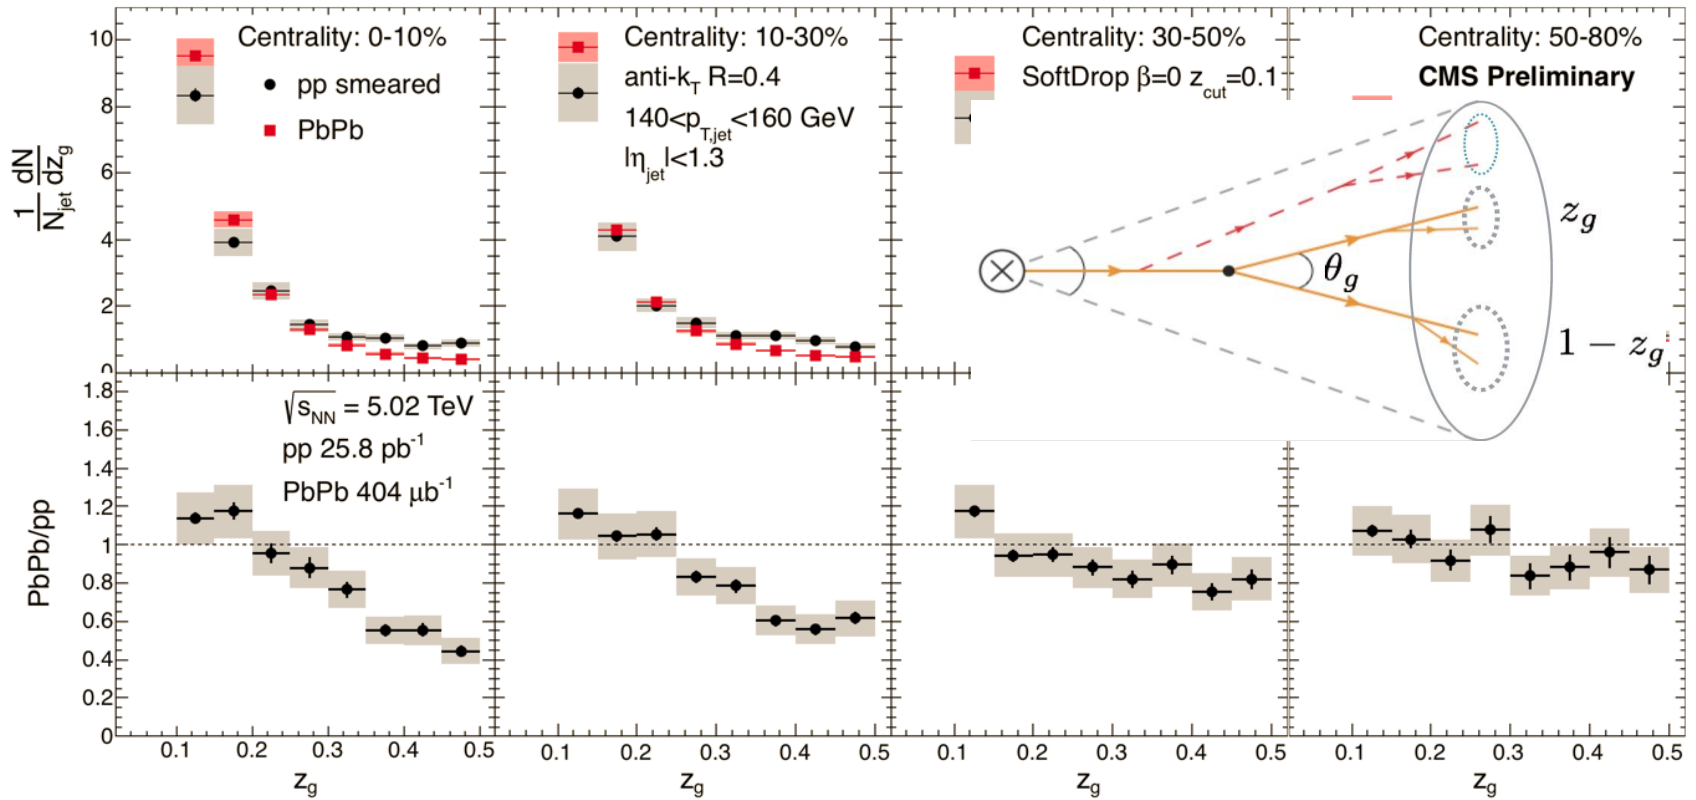 Centrality: 0-10%
pp smeared
PbPb
Centrality: 10-30%
anti-k_T R=0.4
140<p_T,jet<160 GeV
|η_jet|<1.3
Centrality: 30-50%
SoftDrop β=0 z_cut=0.1
Centrality: 50-80%
CMS Preliminary
1/N_jet dN/dz_g
10
8
6
4
2
0
θ_g
z_g
1 − z_g
√s_NN = 5.02 TeV
pp 25.8 pb⁻¹
PbPb 404 μb⁻¹
PbPb/pp
1.8
1.6
1.4
1.2
1
0.8
0.6
0.4
0.2
0
0.1 0.2 0.3 0.4 0.5
0.1 0.2 0.3 0.4 0.5
0.1 0.2 0.3 0.4 0.5
0.1 0.2 0.3 0.4 0.5
z_g
z_g
z_g
z_g